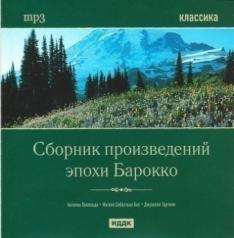 mp3 классика
Сборник произведений
эпохи Барокко
Антонио Вивальди • Иоганн Себастьян Бах • Джузеппе Тартини
ИДДК